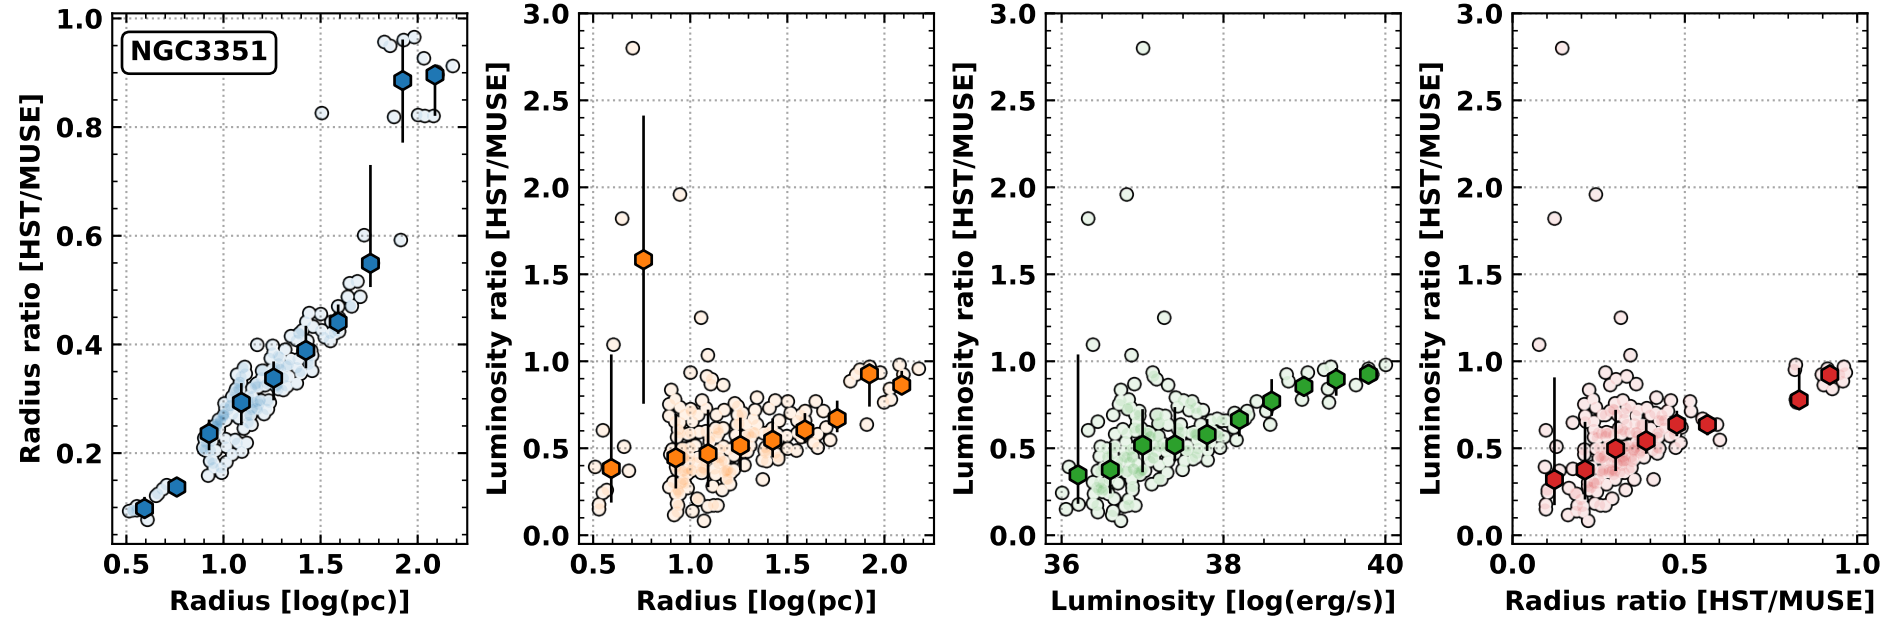 NGC3351
Radius ratio [HST/MUSE]
1.0
0.8
0.6
0.4
0.2
0.5 1.0 1.5 2.0
Radius [log(pc)]
Luminosity ratio [HST/MUSE]
3.0
2.5
2.0
1.5
1.0
0.5
0.0
0.5 1.0 1.5 2.0
Radius [log(pc)]
Luminosity ratio [HST/MUSE]
3.0
2.5
2.0
1.5
1.0
0.5
0.0
36 38 40
Luminosity [log(erg/s)]
Luminosity ratio [HST/MUSE]
3.0
2.5
2.0
1.5
1.0
0.5
0.0
0.0 0.5 1.0
Radius ratio [HST/MUSE]